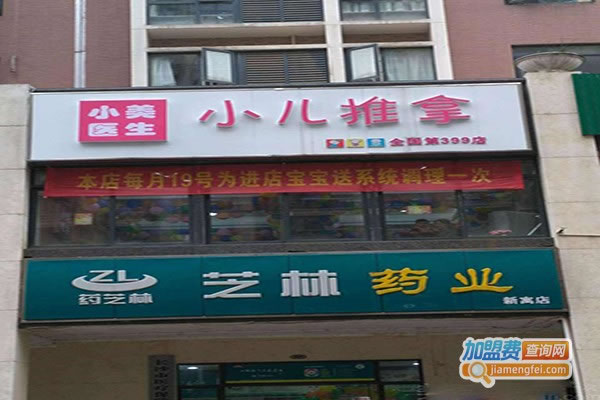 小美
医生
小儿推拿
全国第399店
本店每月19号为进店宝宝送系统调理一次
ZL
药芝林
芝林药业
新寓店
加盟费查询网
jiamengfei.com